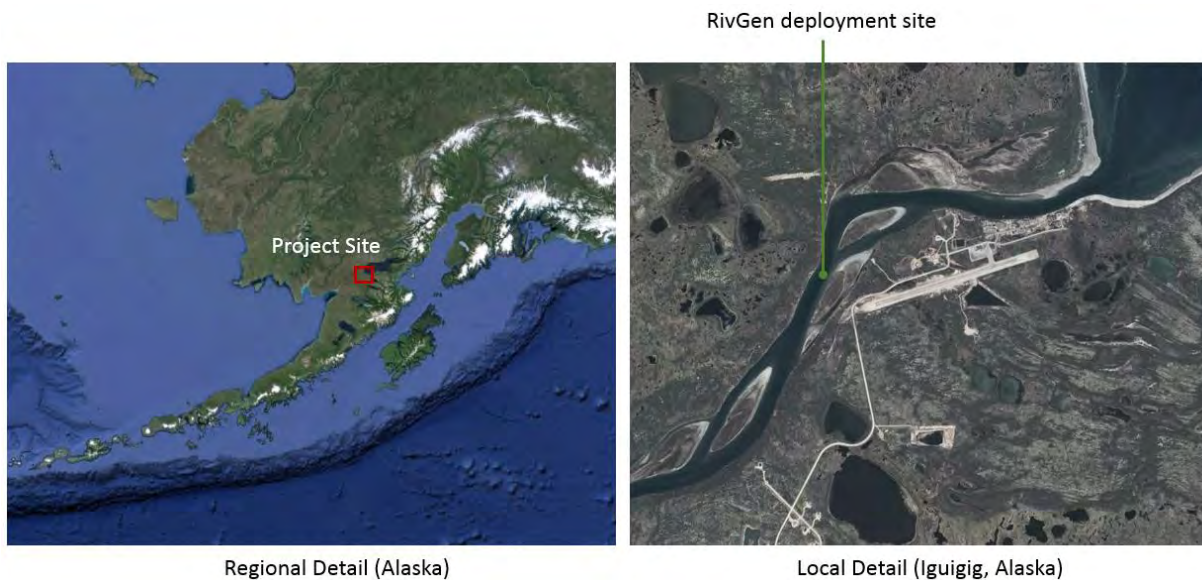 RivGen deployment site
Project Site
Regional Detail (Alaska)
Local Detail (Iguigig, Alaska)